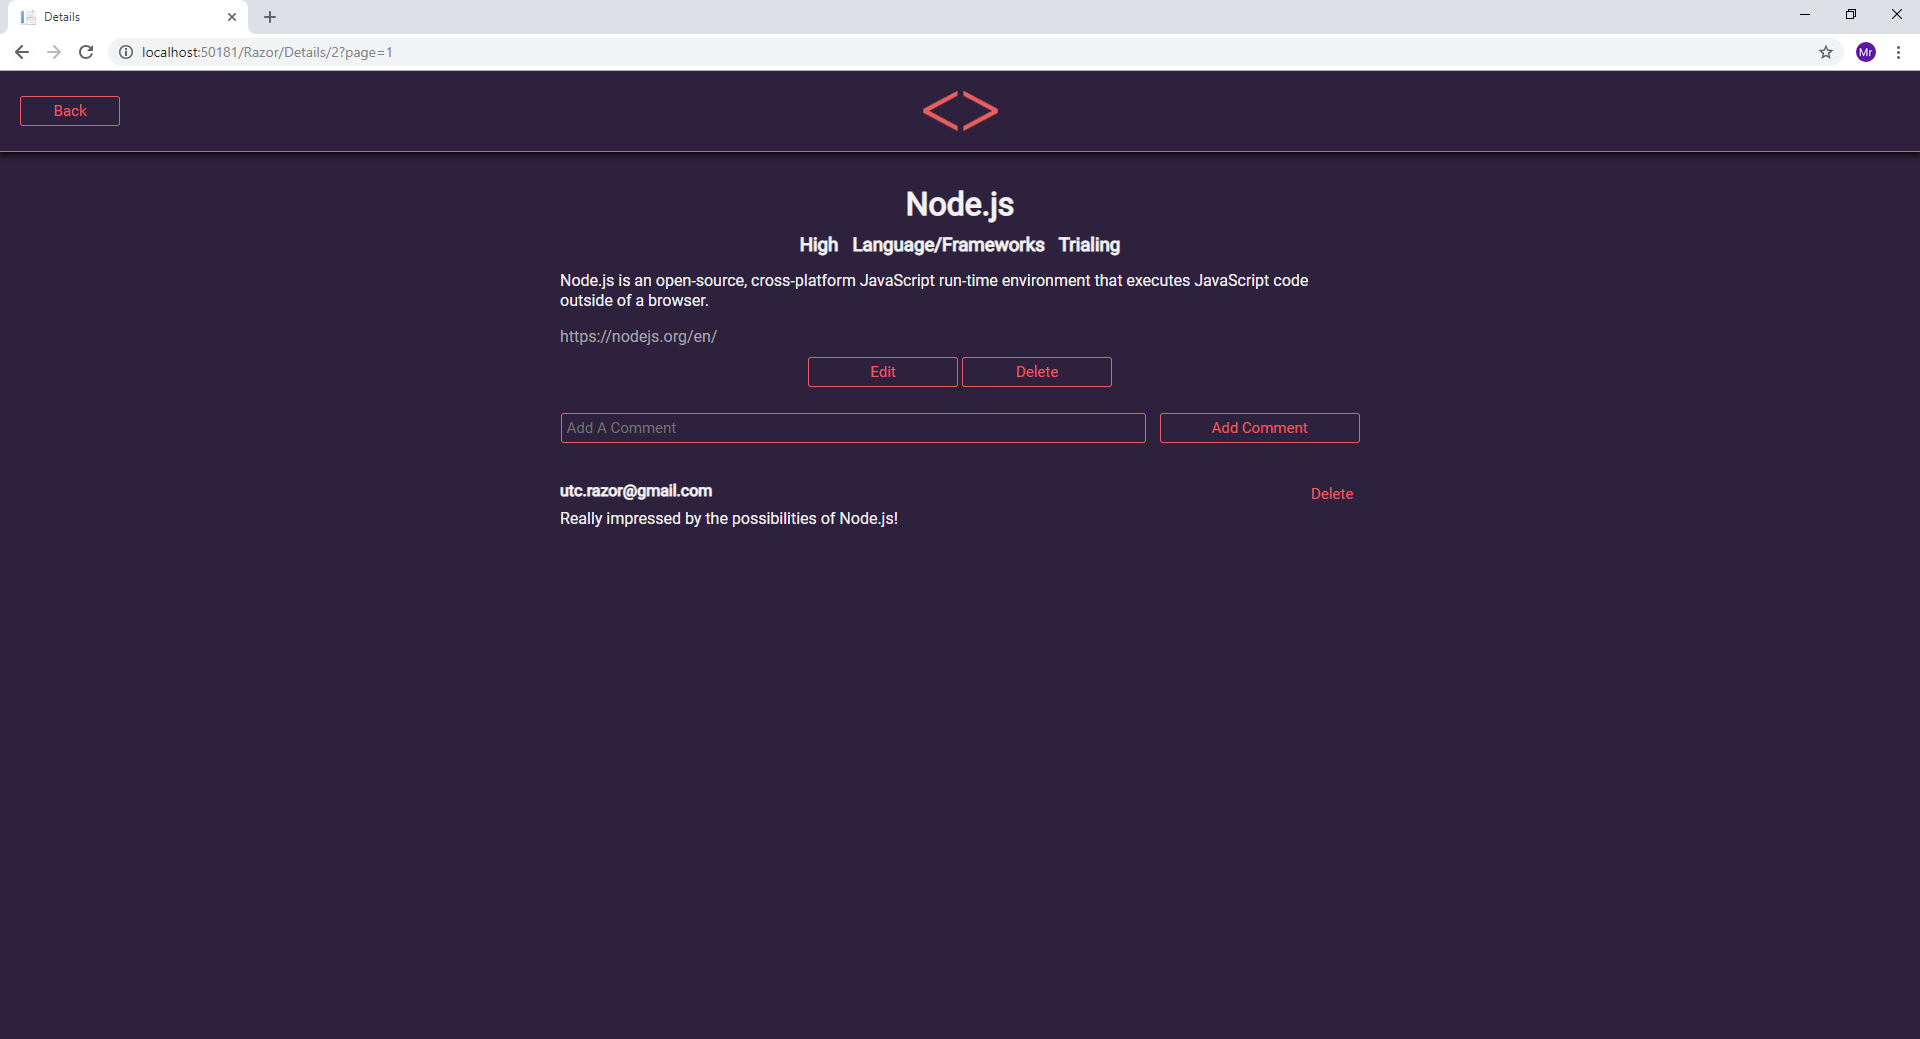 Details
localhost:50181/Razor/Details/2?page=1
Mr
Back
<>
Node.js
High Language/Frameworks Trialing
Node.js is an open-source, cross-platform JavaScript run-time environment that executes JavaScript code
outside of a browser.
https://nodejs.org/en/
Edit Delete
Add A Comment Add Comment
utc.razor@gmail.com Delete
Really impressed by the possibilities of Node.js!